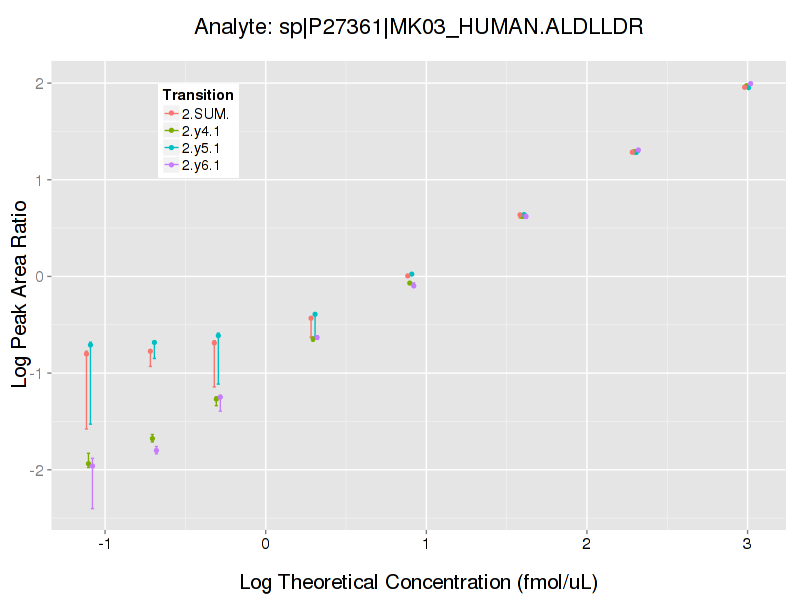 Analyte: sp|P27361|MK03_HUMAN.ALDLLDR
Log Peak Area Ratio
2
1
0
-1
-2
Transition
2.SUM.
2.y4.1
2.y5.1
2.y6.1
-1
0
1
2
3
Log Theoretical Concentration (fmol/uL)